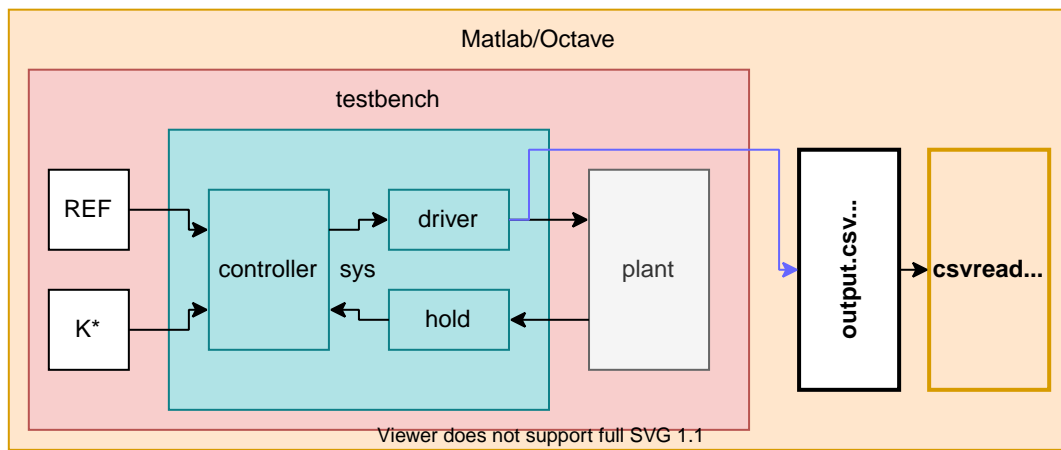 Matlab/Octave
testbench
REF
K*
controller
sys
driver
hold
plant
output.csv...
csvread...
Viewer does not support full SVG 1.1